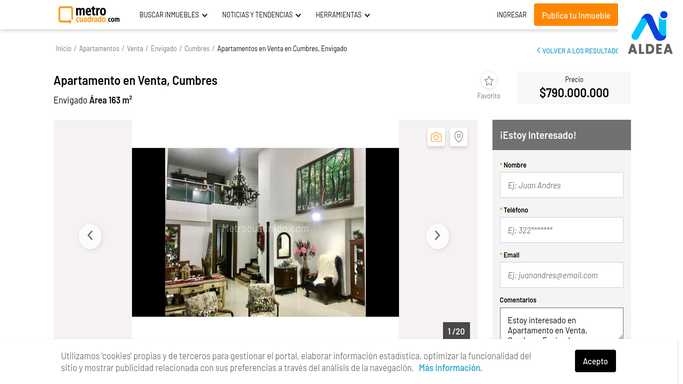 metro
cuadrado.com
BUSCAR INMUEBLES
NOTICIAS Y TENDENCIAS
HERRAMIENTAS
INGRESAR
Publica tu Inmueble
ALDEA
Inicio / Apartamentos / Venta / Envigado / Cumbres / Apartamentos en Venta en Cumbres, Envigado
VOLVER A LOS RESULTAD
Apartamento en Venta, Cumbres
Envigado Área 163 m²
Favorito
Precio
$790.000.000
Metrocuadrado.com
1 / 20
¡Estoy Interesado!
* Nombre
Ej: Juan Andres
* Teléfono
Ej: 322*******
* Email
Ej: juanandres@email.com
Comentarios
Estoy interesado en
Apartamento en Venta,
Utilizamos 'cookies' propias y de terceros para gestionar el portal, elaborar información estadística, optimizar la funcionalidad del
sitio y mostrar publicidad relacionada con sus preferencias a través del análisis de la navegación. Más Información.
Acepto